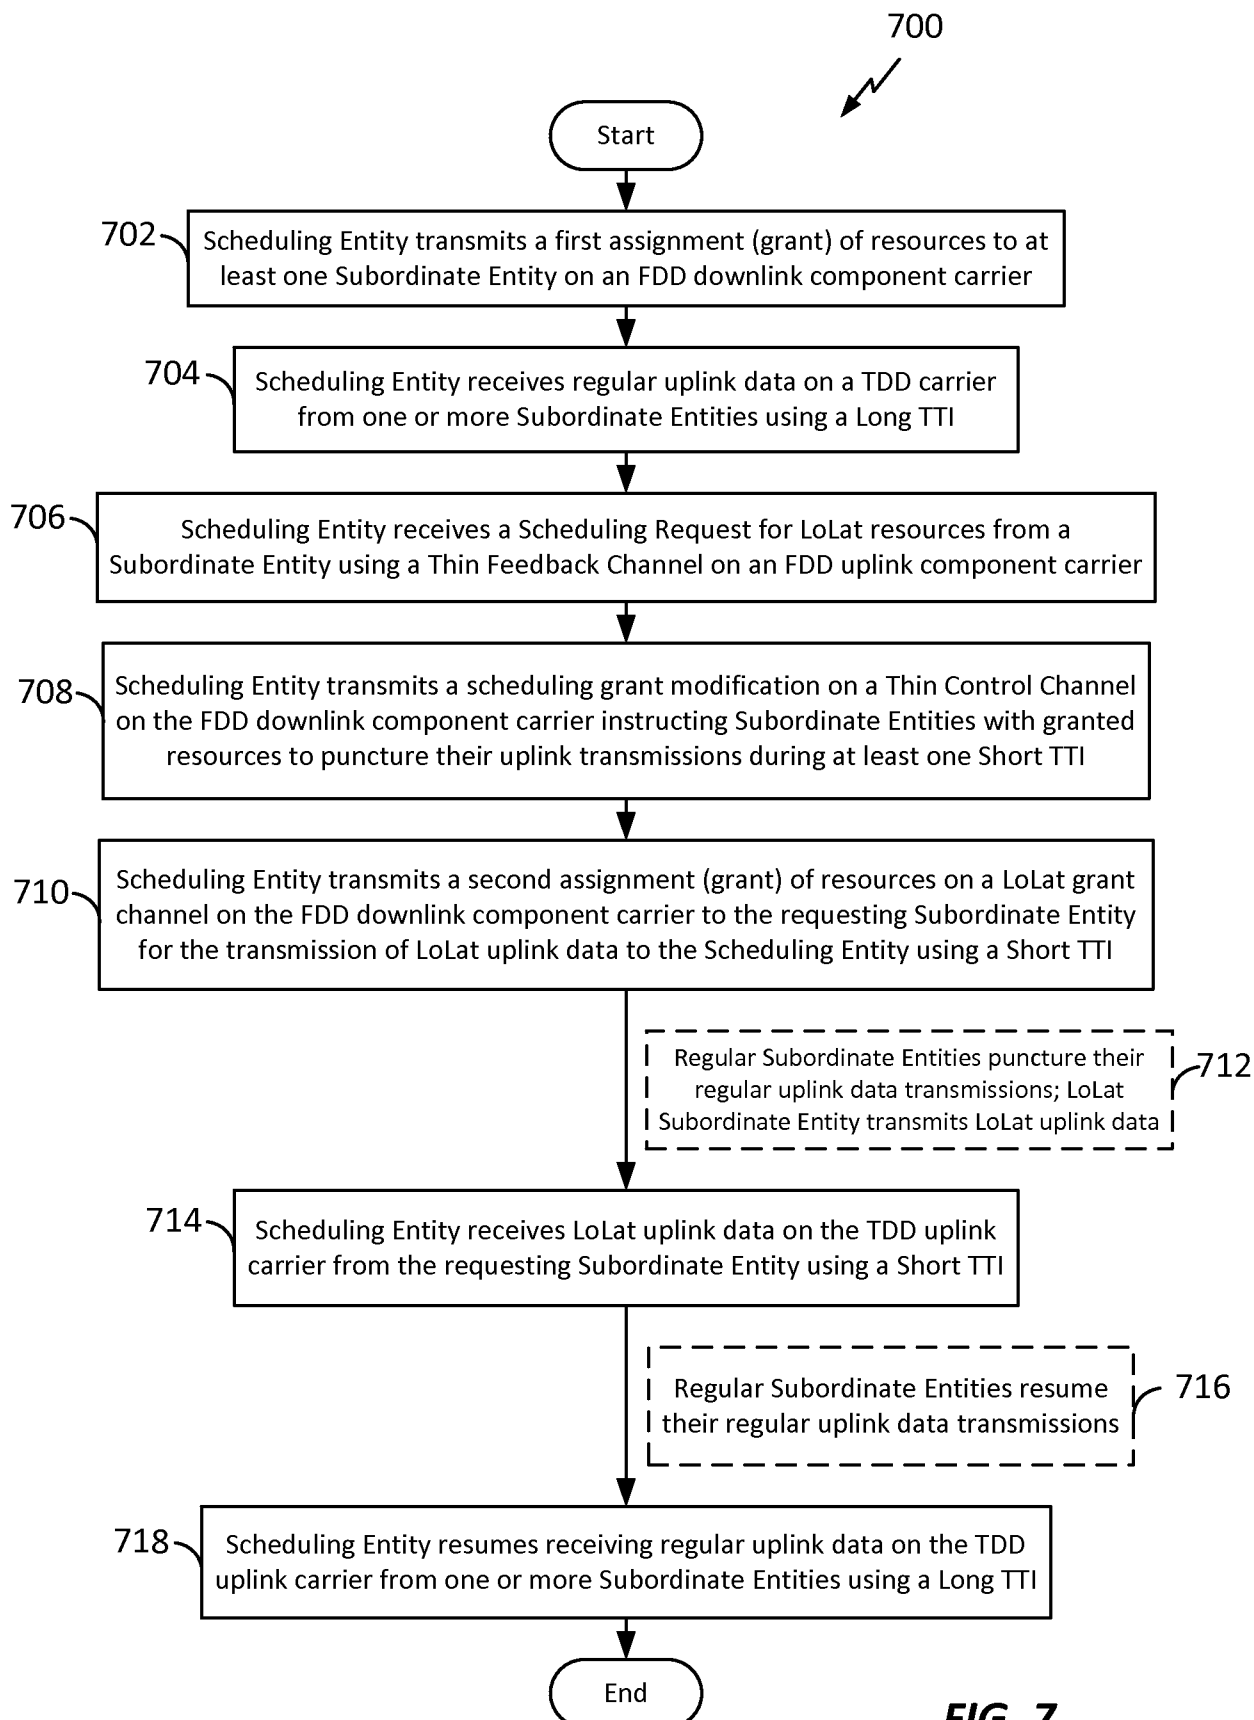 700
Start
702
Scheduling Entity transmits a first assignment (grant) of resources to at
least one Subordinate Entity on an FDD downlink component carrier
704
Scheduling Entity receives regular uplink data on a TDD carrier
from one or more Subordinate Entities using a Long TTI
706
Scheduling Entity receives a Scheduling Request for LoLat resources from a
Subordinate Entity using a Thin Feedback Channel on an FDD uplink component carrier
708
Scheduling Entity transmits a scheduling grant modification on a Thin Control Channel
on the FDD downlink component carrier instructing Subordinate Entities with granted
resources to puncture their uplink transmissions during at least one Short TTI
710
Scheduling Entity transmits a second assignment (grant) of resources on a LoLat grant
channel on the FDD downlink component carrier to the requesting Subordinate Entity
for the transmission of LoLat uplink data to the Scheduling Entity using a Short TTI
Regular Subordinate Entities puncture their
regular uplink data transmissions; LoLat
Subordinate Entity transmits LoLat uplink data
712
714
Scheduling Entity receives LoLat uplink data on the TDD uplink
carrier from the requesting Subordinate Entity using a Short TTI
Regular Subordinate Entities resume
their regular uplink data transmissions
716
718
Scheduling Entity resumes receiving regular uplink data on the TDD
uplink carrier from one or more Subordinate Entities using a Long TTI
End
FIG. 7